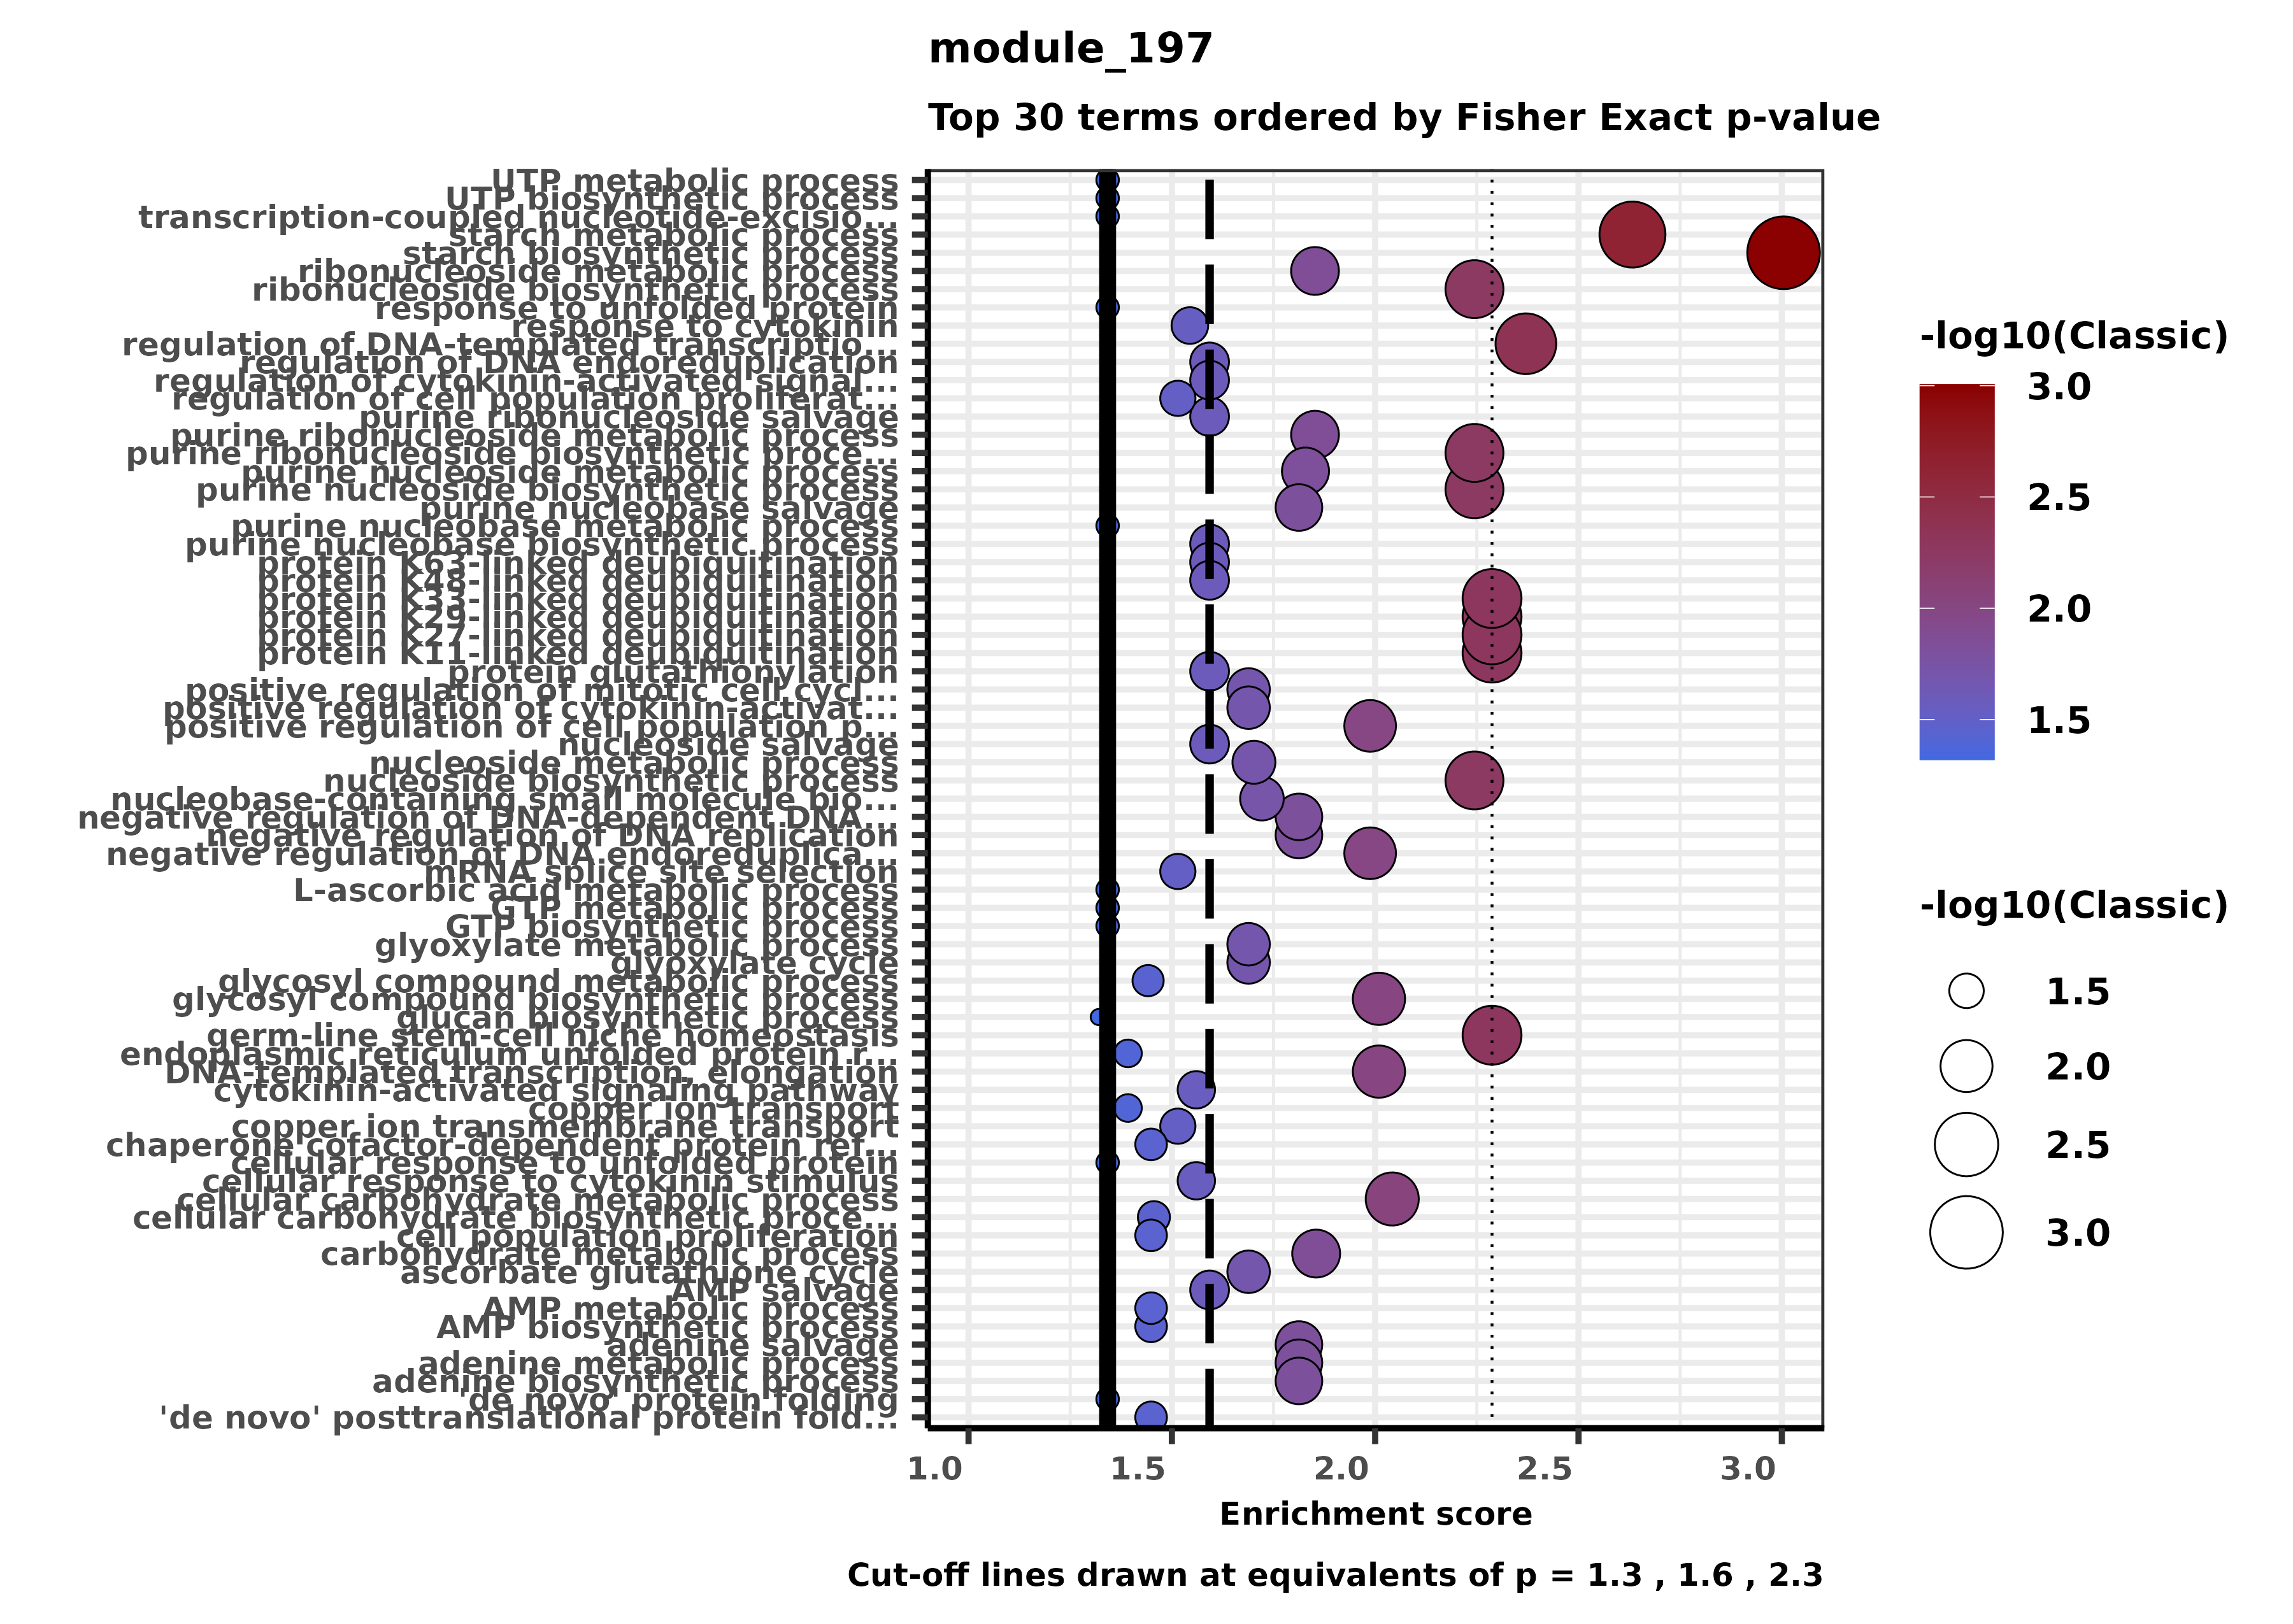 module_197
Top 30 terms ordered by Fisher Exact p-value
UTP metabolic process
UTP biosynthetic process
transcription-coupled nucleotide-excisio...
starch metabolic process
starch biosynthetic process
ribonucleoside metabolic process
ribonucleoside biosynthetic process
response to unfolded protein
response to cytokinin
regulation of DNA-templated transcriptio...
regulation of DNA endoreduplication
regulation of cytokinin-activated signal...
regulation of cell population proliferat...
purine ribonucleoside salvage
purine ribonucleoside metabolic process
purine ribonucleoside biosynthetic proce...
purine nucleoside metabolic process
purine nucleoside biosynthetic process
purine nucleobase salvage
purine nucleobase metabolic process
purine nucleobase biosynthetic process
protein K63-linked deubiquitination
protein K48-linked deubiquitination
protein K33-linked deubiquitination
protein K29-linked deubiquitination
protein K27-linked deubiquitination
protein K11-linked deubiquitination
protein glutathionylation
positive regulation of mitotic cell cycl...
positive regulation of cytokinin-activat...
positive regulation of cell population p...
nucleoside salvage
nucleoside metabolic process
nucleoside biosynthetic process
nucleobase-containing small molecule bio...
negative regulation of DNA-dependent DNA...
negative regulation of DNA replication
negative regulation of DNA endoreduplica...
mRNA splice site selection
L-ascorbic acid metabolic process
GTP metabolic process
GTP biosynthetic process
glyoxylate metabolic process
glyoxylate cycle
glycosyl compound metabolic process
glycosyl compound biosynthetic process
glucan biosynthetic process
germ-line stem-cell niche homeostasis
endoplasmic reticulum unfolded protein r...
DNA-templated transcription, elongation
cytokinin-activated signaling pathway
copper ion transport
copper ion transmembrane transport
chaperone cofactor-dependent protein ref...
cellular response to unfolded protein
cellular response to cytokinin stimulus
cellular carbohydrate metabolic process
cellular carbohydrate biosynthetic proce...
cell population proliferation
carbohydrate metabolic process
ascorbate glutathione cycle
AMP salvage
AMP metabolic process
AMP biosynthetic process
adenine salvage
adenine metabolic process
adenine biosynthetic process
'de novo' protein folding
'de novo' posttranslational protein fold...
1.0 1.5 2.0 2.5 3.0
Enrichment score
Cut-off lines drawn at equivalents of p = 1.3 , 1.6 , 2.3
-log10(Classic)
3.0
2.5
2.0
1.5
-log10(Classic)
1.5
2.0
2.5
3.0